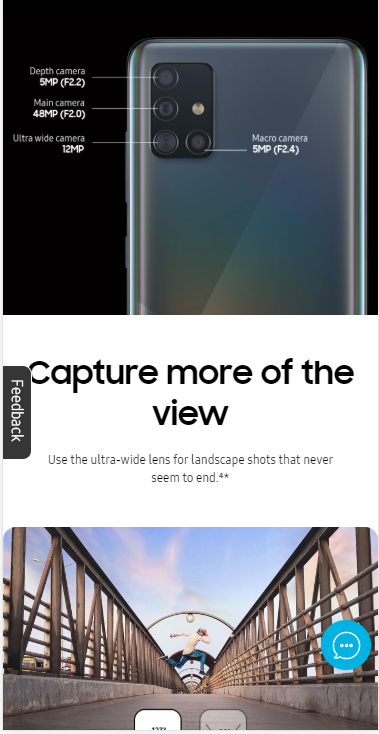 Depth camera
5MP (F2.2)
Main camera
48MP (F2.0)
Ultra wide camera
12MP
Macro camera
5MP (F2.4)
Capture more of the
view
Feedback
Use the ultra-wide lens for landscape shots that never
seem to end.⁴*